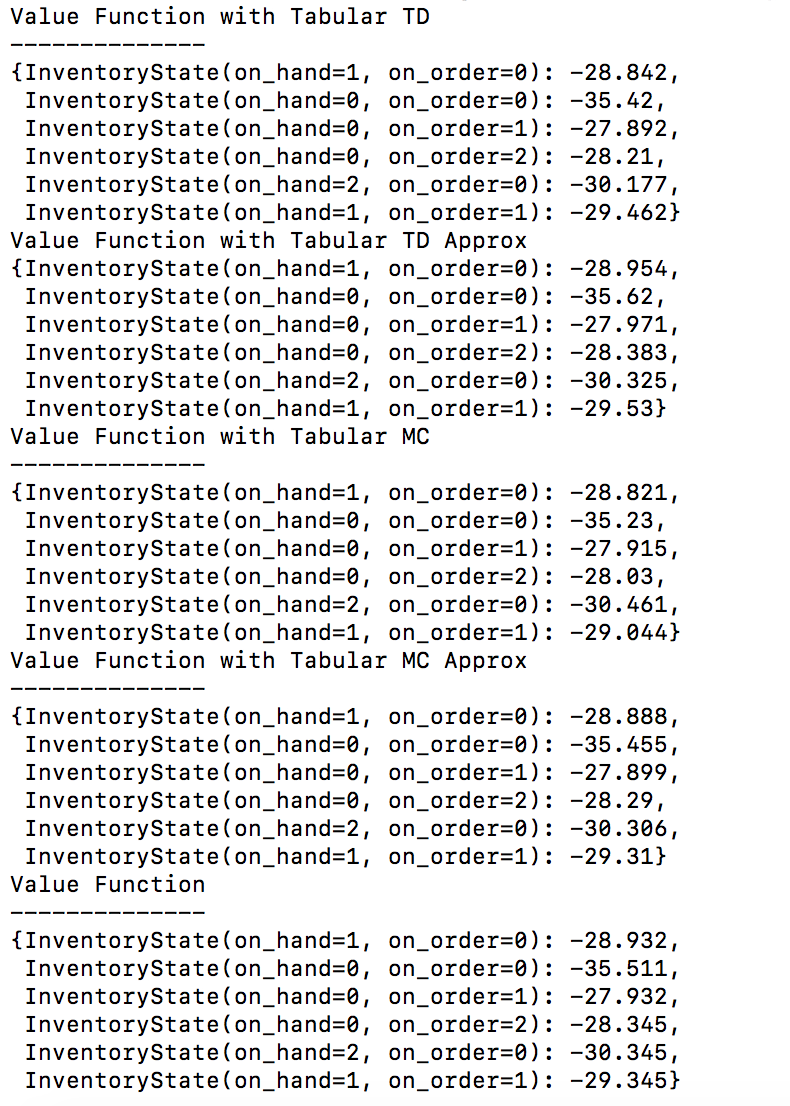 Value Function with Tabular TD
--------------
{InventoryState(on_hand=1, on_order=0): -28.842,
 InventoryState(on_hand=0, on_order=0): -35.42,
 InventoryState(on_hand=0, on_order=1): -27.892,
 InventoryState(on_hand=0, on_order=2): -28.21,
 InventoryState(on_hand=2, on_order=0): -30.177,
 InventoryState(on_hand=1, on_order=1): -29.462}
Value Function with Tabular TD Approx
{InventoryState(on_hand=1, on_order=0): -28.954,
 InventoryState(on_hand=0, on_order=0): -35.62,
 InventoryState(on_hand=0, on_order=1): -27.971,
 InventoryState(on_hand=0, on_order=2): -28.383,
 InventoryState(on_hand=2, on_order=0): -30.325,
 InventoryState(on_hand=1, on_order=1): -29.53}
Value Function with Tabular MC
--------------
{InventoryState(on_hand=1, on_order=0): -28.821,
 InventoryState(on_hand=0, on_order=0): -35.23,
 InventoryState(on_hand=0, on_order=1): -27.915,
 InventoryState(on_hand=0, on_order=2): -28.03,
 InventoryState(on_hand=2, on_order=0): -30.461,
 InventoryState(on_hand=1, on_order=1): -29.044}
Value Function with Tabular MC Approx
--------------
{InventoryState(on_hand=1, on_order=0): -28.888,
 InventoryState(on_hand=0, on_order=0): -35.455,
 InventoryState(on_hand=0, on_order=1): -27.899,
 InventoryState(on_hand=0, on_order=2): -28.29,
 InventoryState(on_hand=2, on_order=0): -30.306,
 InventoryState(on_hand=1, on_order=1): -29.31}
Value Function
--------------
{InventoryState(on_hand=1, on_order=0): -28.932,
 InventoryState(on_hand=0, on_order=0): -35.511,
 InventoryState(on_hand=0, on_order=1): -27.932,
 InventoryState(on_hand=0, on_order=2): -28.345,
 InventoryState(on_hand=2, on_order=0): -30.345,
 InventoryState(on_hand=1, on_order=1): -29.345}